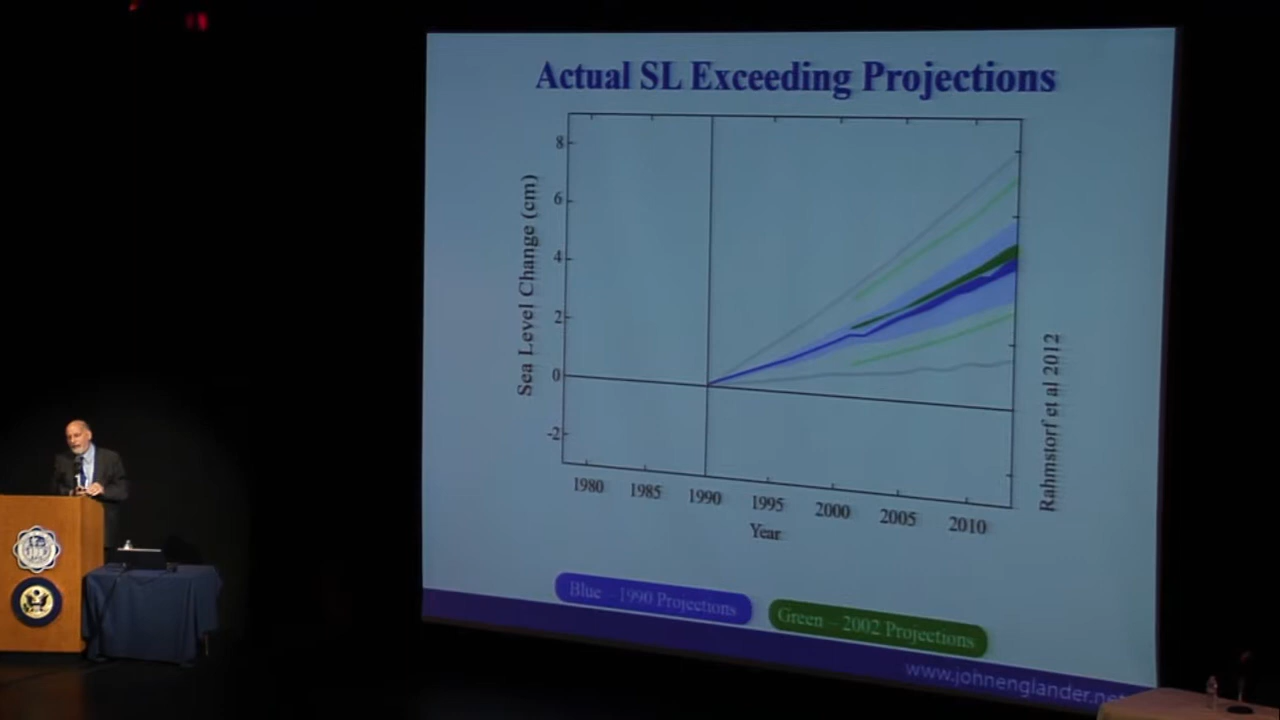 Actual SL Exceeding Projections
Sea Level Change (cm)
8
6
4
2
0
-2
1980 1985 1990 1995 2000 2005 2010
Year
Rahmstorf et al 2012
Blue – 1990 Projections
Green – 2002 Projections
www.johnenglander.net